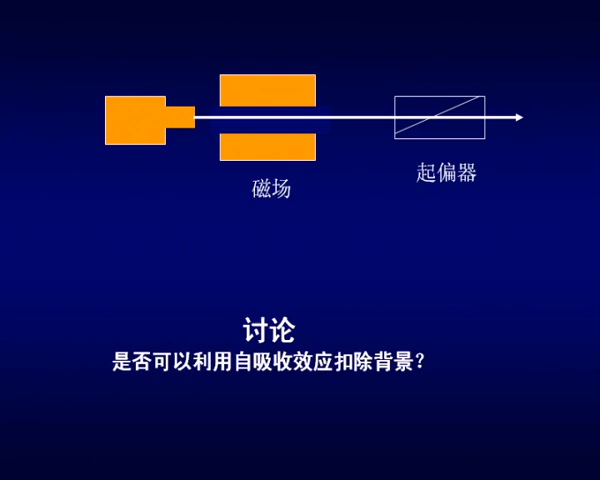 磁场
起偏器
讨论
是否可以利用自吸收效应扣除背景？